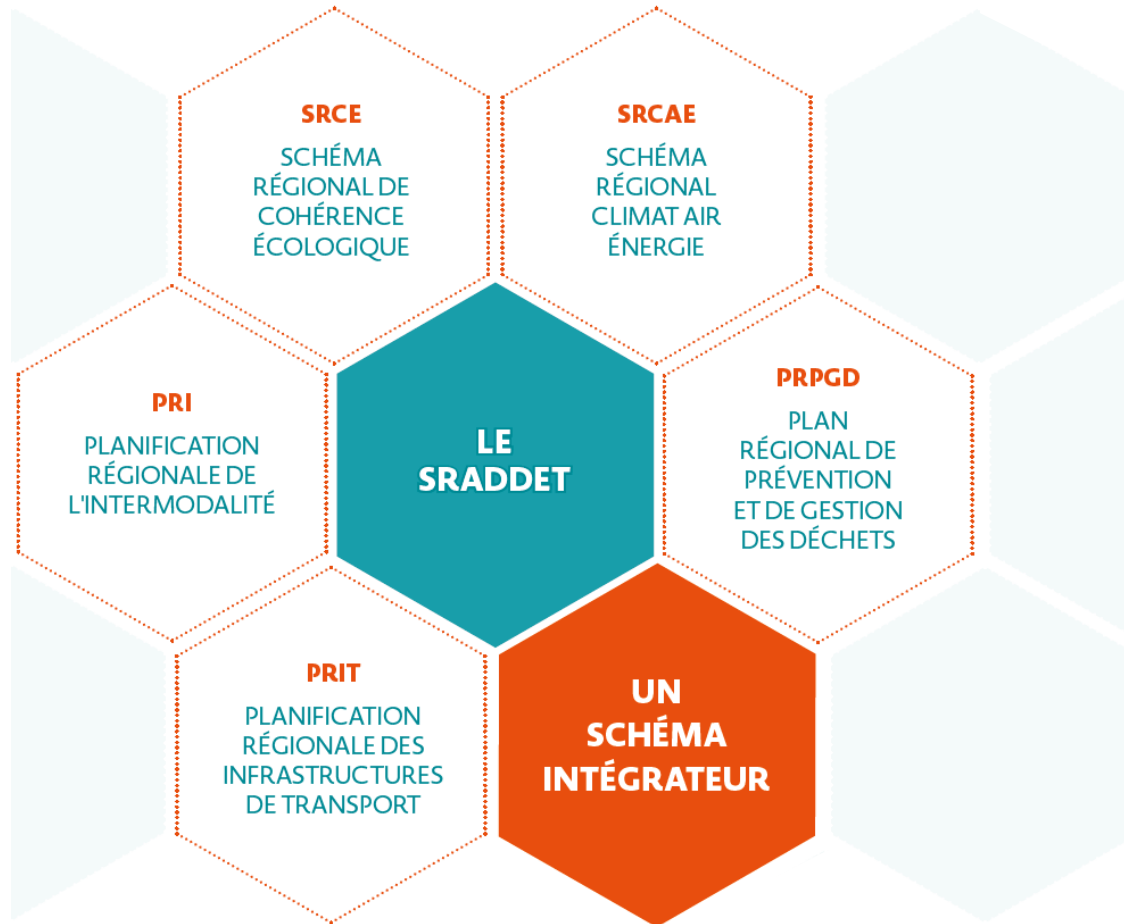 SRCE
SCHÉMA
RÉGIONAL DE
COHÉRENCE
ÉCOLOGIQUE
SRCAE
SCHÉMA
RÉGIONAL
CLIMAT AIR
ÉNERGIE
PRI
PLANIFICATION
RÉGIONALE DE
L'INTERMODALITÉ
LE
SRADDET
PRPGD
PLAN
RÉGIONAL DE
PRÉVENTION
ET DE GESTION
DES DÉCHETS
PRIT
PLANIFICATION
RÉGIONALE DES
INFRASTRUCTURES
DE TRANSPORT
UN
SCHÉMA
INTÉGRATEUR